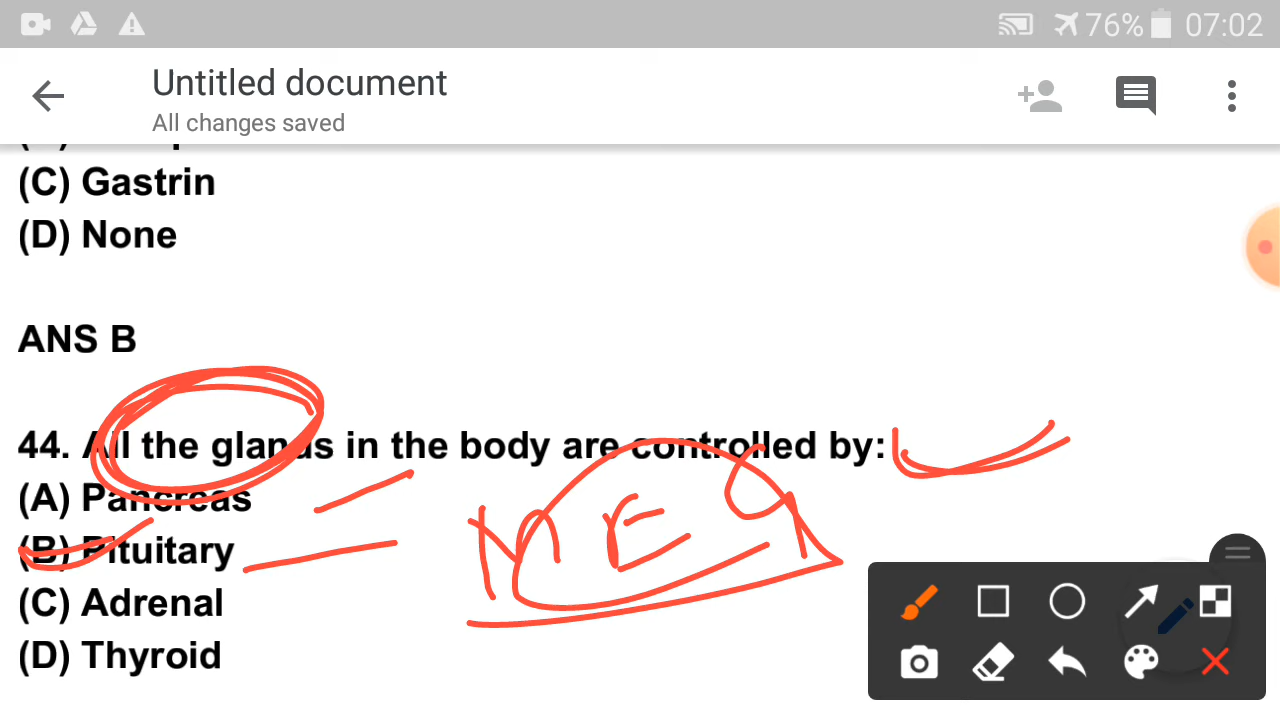 76% 07:02
Untitled document
All changes saved
(C) Gastrin
(D) None
ANS B
44. All the glands in the body are controlled by:
(A) Pancreas
(B) Pituitary
(C) Adrenal
(D) Thyroid